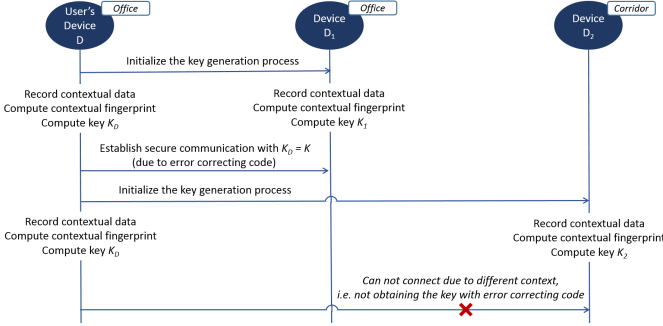 User's
Device
D
Office
Device
D1
Office
Device
D2
Corridor
Initialize the key generation process
Record contextual data
Compute contextual fingerprint
Compute key KD
Record contextual data
Compute contextual fingerprint
Compute key K1
Establish secure communication with KD = K
(due to error correcting code)
Initialize the key generation process
Record contextual data
Compute contextual fingerprint
Compute key KD
Record contextual data
Compute contextual fingerprint
Compute key K2
Can not connect due to different context,
i.e. not obtaining the key with error correcting code